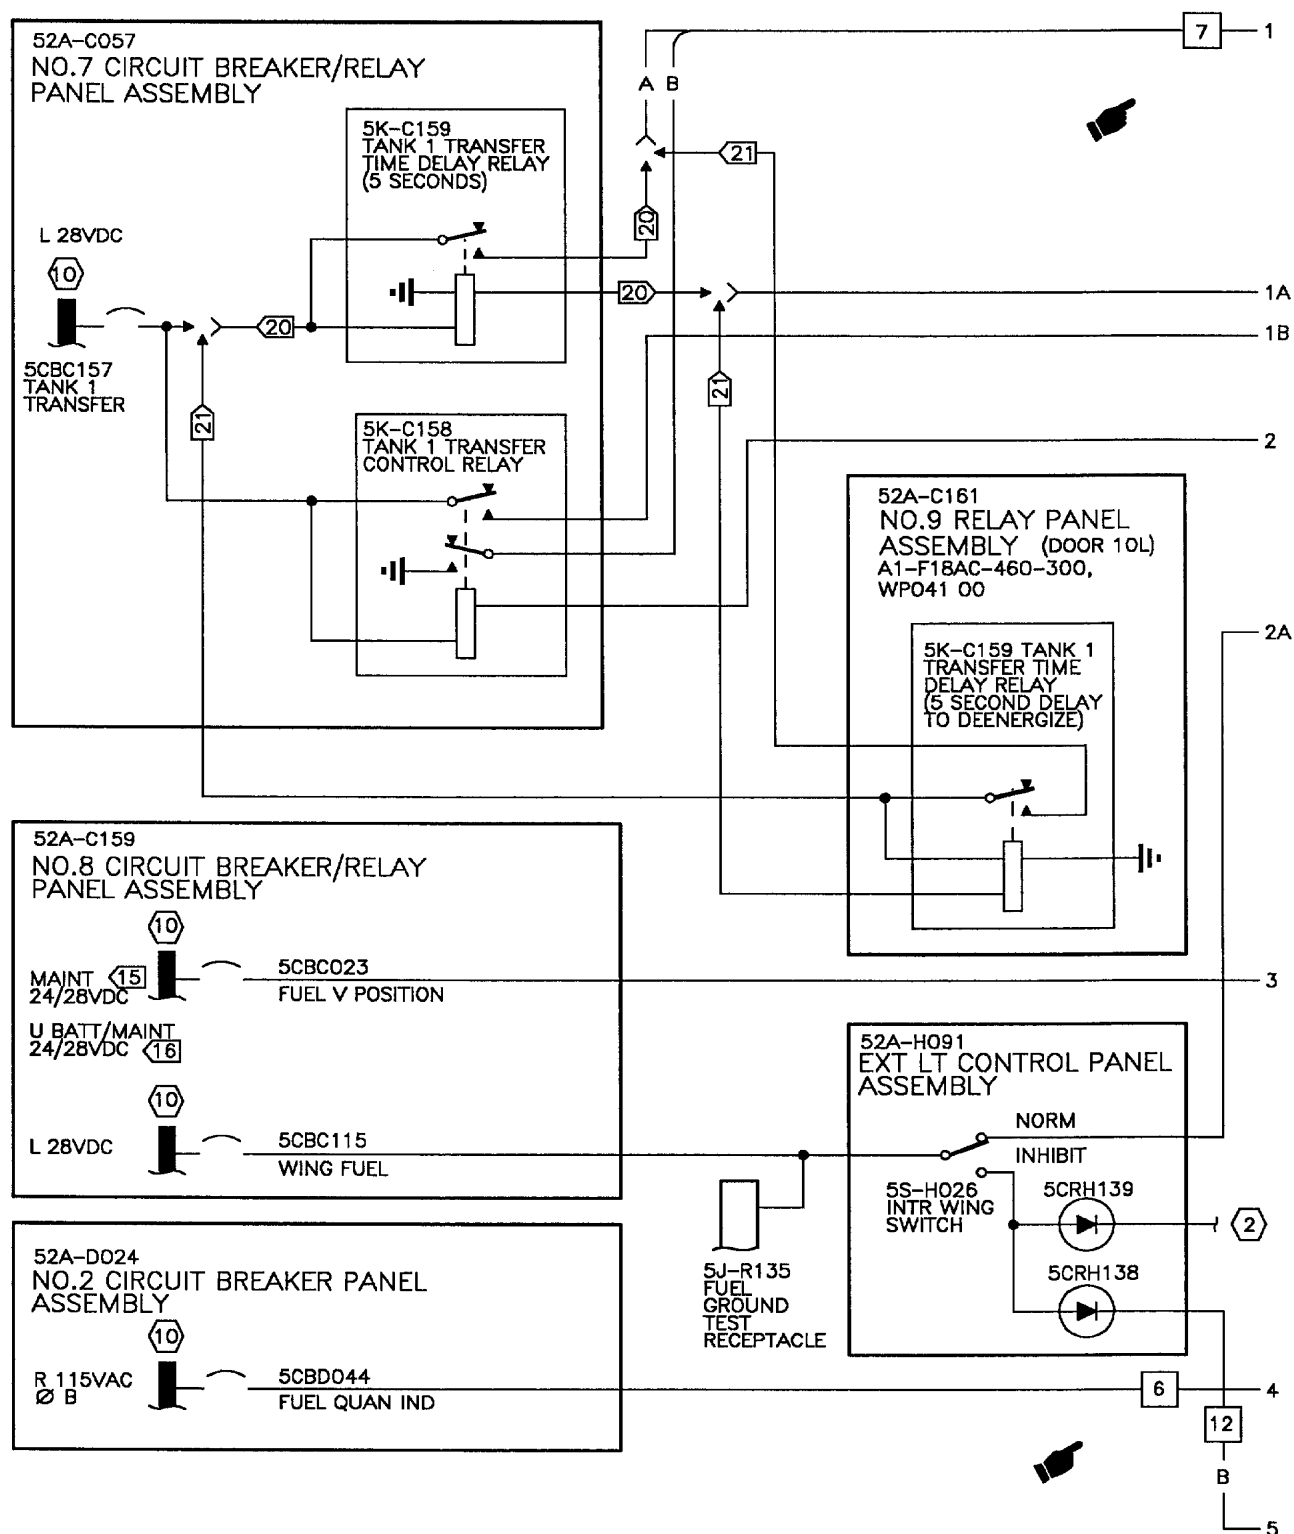 52A-C057
NO.7 CIRCUIT BREAKER/RELAY
PANEL ASSEMBLY
5K-C159
TANK 1 TRANSFER
TIME DELAY RELAY
(5 SECONDS)
L 28VDC
10
5CBC157
TANK 1
TRANSFER
20
21
5K-C158
TANK 1 TRANSFER
CONTROL RELAY
A B
7
1
21
20
20
1A
1B
21
2
52A-C161
NO.9 RELAY PANEL
ASSEMBLY (DOOR 10L)
A1-F18AC-460-300,
WP041 00
2A
5K-C159 TANK 1
TRANSFER TIME
DELAY RELAY
(5 SECOND DELAY
TO DEENERGIZE)
52A-C159
NO.8 CIRCUIT BREAKER/RELAY
PANEL ASSEMBLY
10
MAINT 15
24/28VDC
5CBC023
FUEL V POSITION
3
U BATT/MAINT
24/28VDC 16
10
L 28VDC
5CBC115
WING FUEL
52A-H091
EXT LT CONTROL PANEL
ASSEMBLY
NORM
INHIBIT
5S-H026
INTR WING
SWITCH
5CRH139
2
5CRH138
5J-R135
FUEL
GROUND
TEST
RECEPTACLE
52A-D024
NO.2 CIRCUIT BREAKER PANEL
ASSEMBLY
10
R 115VAC
Ø B
5CBD044
FUEL QUAN IND
6
4
12
B
5